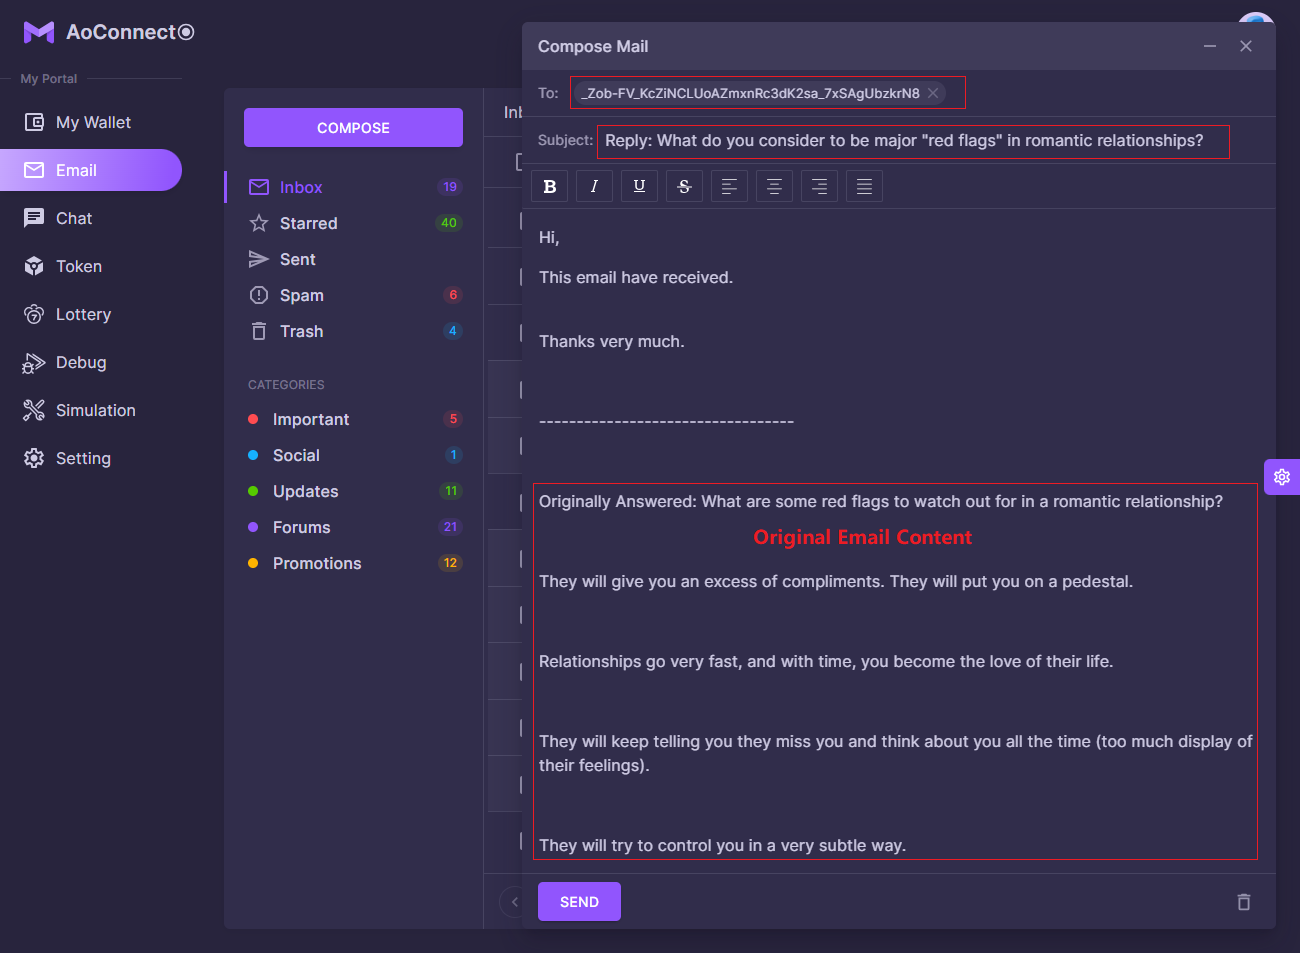 AoConnect
My Portal
My Wallet
Email
Chat
Token
Lottery
Debug
Simulation
Setting
COMPOSE
Inbox 19
Starred 40
Sent
Spam 6
Trash 4
CATEGORIES
Important 5
Social 1
Updates 11
Forums 21
Promotions 12
Compose Mail
To: _Zob-FV_KcZiNCLUoAZmxnRc3dK2sa_7xSAgUbzkrN8
Subject: Reply: What do you consider to be major "red flags" in romantic relationships?
B I U S
Hi,
This email have received.
Thanks very much.
----------------------------------
Originally Answered: What are some red flags to watch out for in a romantic relationship?
Original Email Content
They will give you an excess of compliments. They will put you on a pedestal.
Relationships go very fast, and with time, you become the love of their life.
They will keep telling you they miss you and think about you all the time (too much display of
their feelings).
They will try to control you in a very subtle way.
SEND